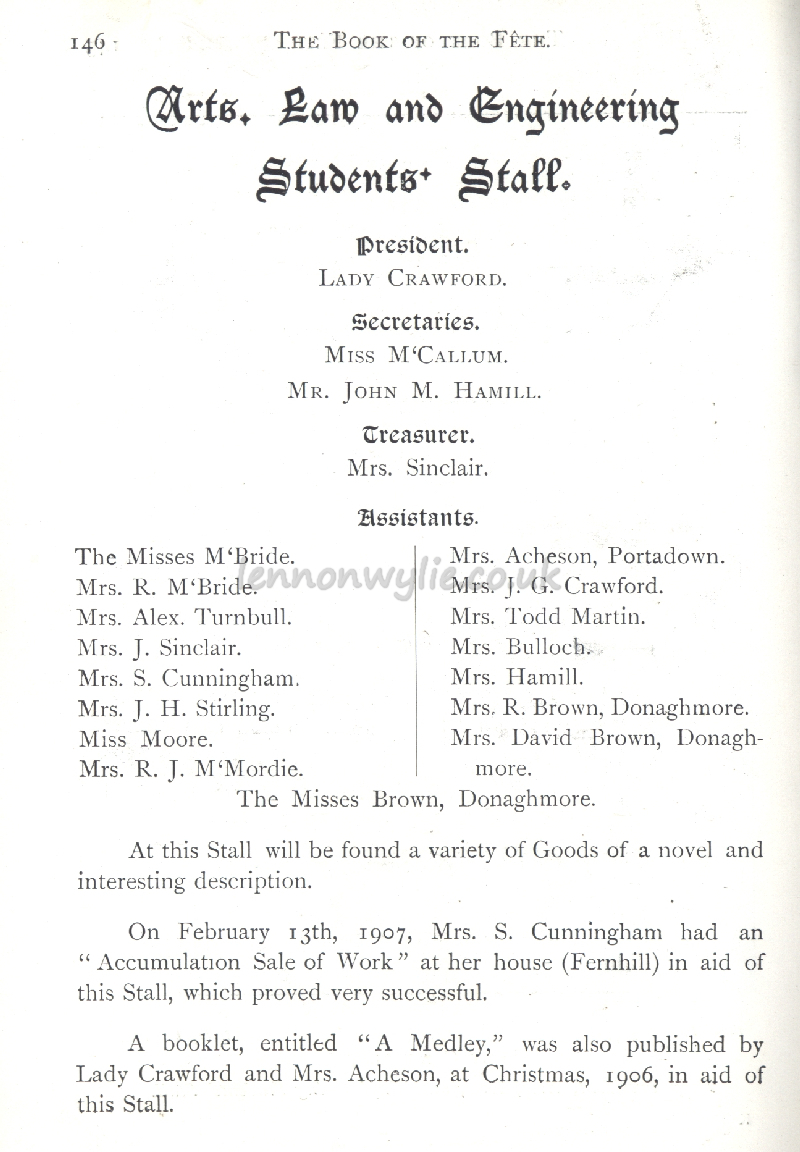 146
THE BOOK OF THE FÊTE.
Arts, Law and Engineering
Students' Stall.
President.
LADY CRAWFORD.
Secretaries.
MISS M‘CALLUM.
MR. JOHN M. HAMILL.
Treasurer.
Mrs. Sinclair.
Assistants.
The Misses M‘Bride.
Mrs. R. M‘Bride.
Mrs. Alex. Turnbull.
Mrs. J. Sinclair.
Mrs. S. Cunningham.
Mrs. J. H. Stirling.
Miss Moore.
Mrs. R. J. M‘Mordie.
Mrs. Acheson, Portadown.
Mrs. J. G. Crawford.
Mrs. Todd Martin.
Mrs. Bulloch.
Mrs. Hamill.
Mrs. R. Brown, Donaghmore.
Mrs. David Brown, Donagh-
more.
The Misses Brown, Donaghmore.
lennonwylie.co.uk
At this Stall will be found a variety of Goods of a novel and
interesting description.
On February 13th, 1907, Mrs. S. Cunningham had an
“Accumulation Sale of Work” at her house (Fernhill) in aid of
this Stall, which proved very successful.
A booklet, entitled “A Medley,” was also published by
Lady Crawford and Mrs. Acheson, at Christmas, 1906, in aid of
this Stall.